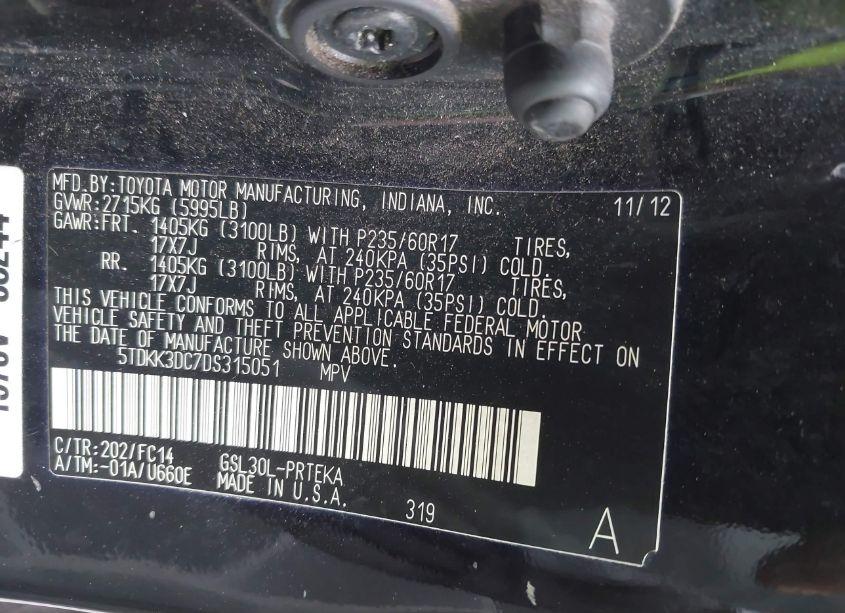 MFD.BY:TOYOTA MOTOR MANUFACTURING, INDIANA, INC. 11/12
GVWR:2715KG (5995LB)
GAWR:FRT. 1405KG (3100LB) WITH P235/60R17 TIRES,
17X7J RIMS, AT 240KPA (35PSI) COLD.
RR. 1405KG (3100LB) WITH P235/60R17 TIRES,
17X7J RIMS, AT 240KPA (35PSI) COLD.
THIS VEHICLE CONFORMS TO ALL APPLICABLE FEDERAL MOTOR
VEHICLE SAFETY AND THEFT PREVENTION STANDARDS IN EFFECT ON
THE DATE OF MANUFACTURE SHOWN ABOVE.
5TDKK3DC7DS315051 MPV
C/TR:202/FC14 GSL30L-PRTEKA
A/TM:-01A/U660E MADE IN U.S.A.
319
A